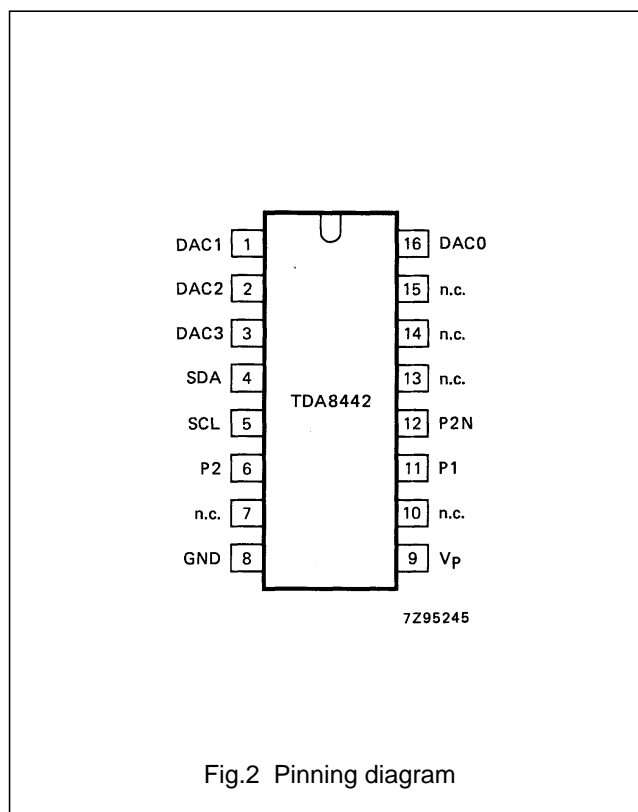 DAC1 1 16 DAC0
DAC2 2 15 n.c.
DAC3 3 14 n.c.
SDA 4 13 n.c.
TDA8442
SCL 5 12 P2N
P2 6 11 P1
n.c. 7 10 n.c.
GND 8 9 VP
7Z95245
Fig.2 Pinning diagram